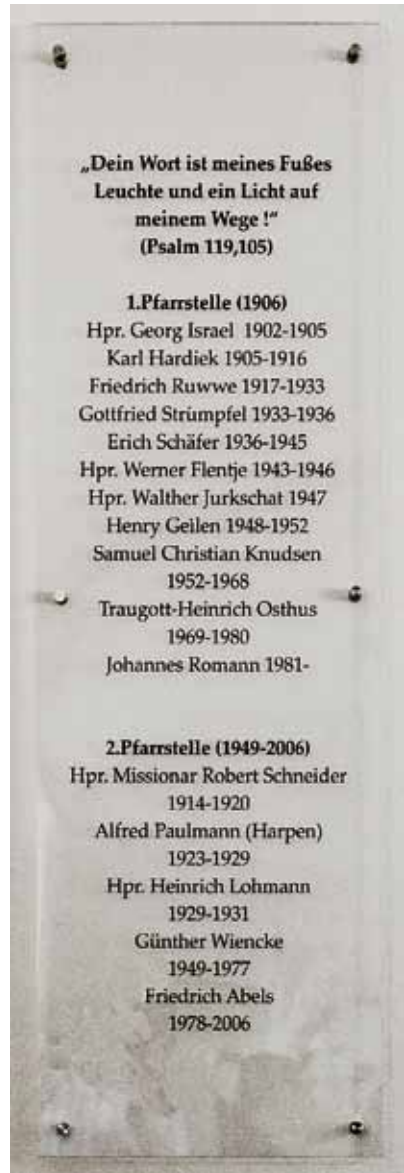 „Dein Wort ist meines Fußes
Leuchte und ein Licht auf
meinem Wege !“
(Psalm 119,105)
1.Pfarrstelle (1906)
Hpr. Georg Israel 1902-1905
Karl Hardiek 1905-1916
Friedrich Ruwwe 1917-1933
Gottfried Strümpfel 1933-1936
Erich Schäfer 1936-1945
Hpr. Werner Flentje 1943-1946
Hpr. Walther Jurkschat 1947
Henry Geilen 1948-1952
Samuel Christian Knudsen
1952-1968
Traugott-Heinrich Osthus
1969-1980
Johannes Romann 1981-
2.Pfarrstelle (1949-2006)
Hpr. Missionar Robert Schneider
1914-1920
Alfred Paulmann (Harpen)
1923-1929
Hpr. Heinrich Lohmann
1929-1931
Günther Wiencke
1949-1977
Friedrich Abels
1978-2006